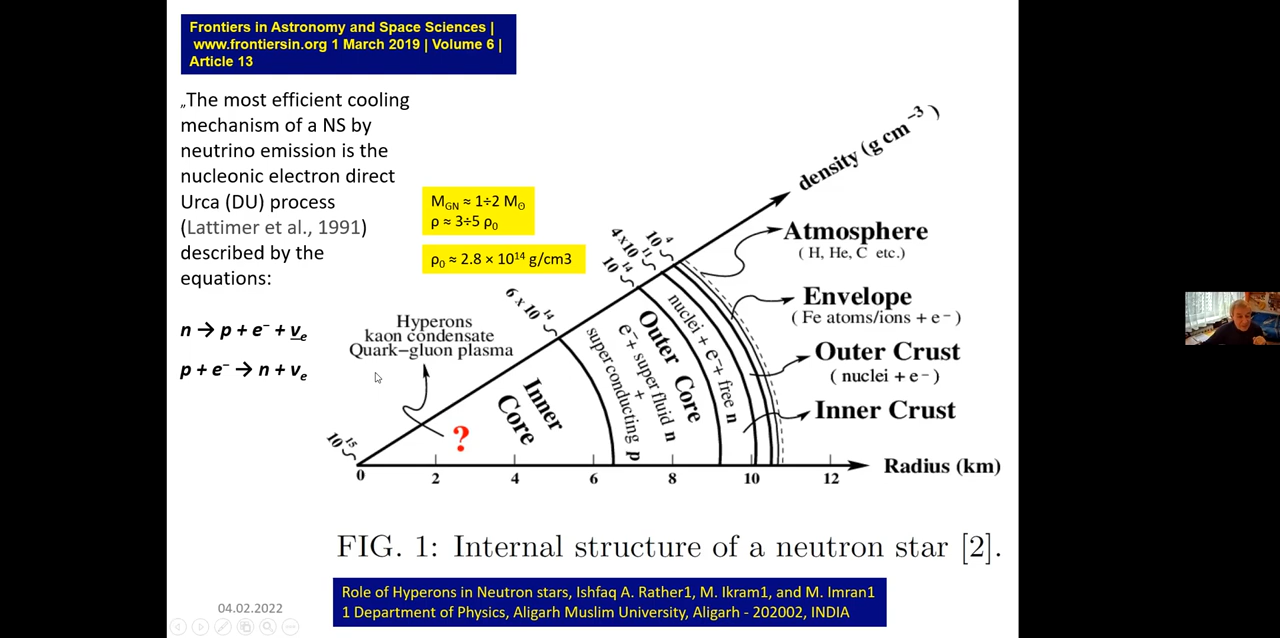 Frontiers in Astronomy and Space Sciences |
www.frontiersin.org 1 March 2019 | Volume 6 |
Article 13
„The most efficient cooling
mechanism of a NS by
neutrino emission is the
nucleonic electron direct
Urca (DU) process
(Lattimer et al., 1991)
described by the
equations:
n → p + e⁻ + νₑ
p + e⁻ → n + νₑ
M_GN ≈ 1÷2 M_Θ
ρ ≈ 3÷5 ρ₀
ρ₀ ≈ 2.8 × 10¹⁴ g/cm3
density (g cm⁻³)
10⁴
4 x 10¹¹
10¹⁴
6 x 10¹⁴
10¹⁵
Hyperons
kaon condensate
Quark–gluon plasma
?
Inner
Core
Outer Core
e⁻+ super fluid n
+
super conducting p
nuclei + e⁻+ free n
Atmosphere
( H, He, C etc.)
Envelope
( Fe atoms/ions + e⁻ )
Outer Crust
( nuclei + e⁻ )
Inner Crust
0 2 4 6 8 10 12
Radius (km)
FIG. 1: Internal structure of a neutron star [2].
Role of Hyperons in Neutron stars, Ishfaq A. Rather1, M. Ikram1, and M. Imran1
1 Department of Physics, Aligarh Muslim University, Aligarh - 202002, INDIA
04.02.2022